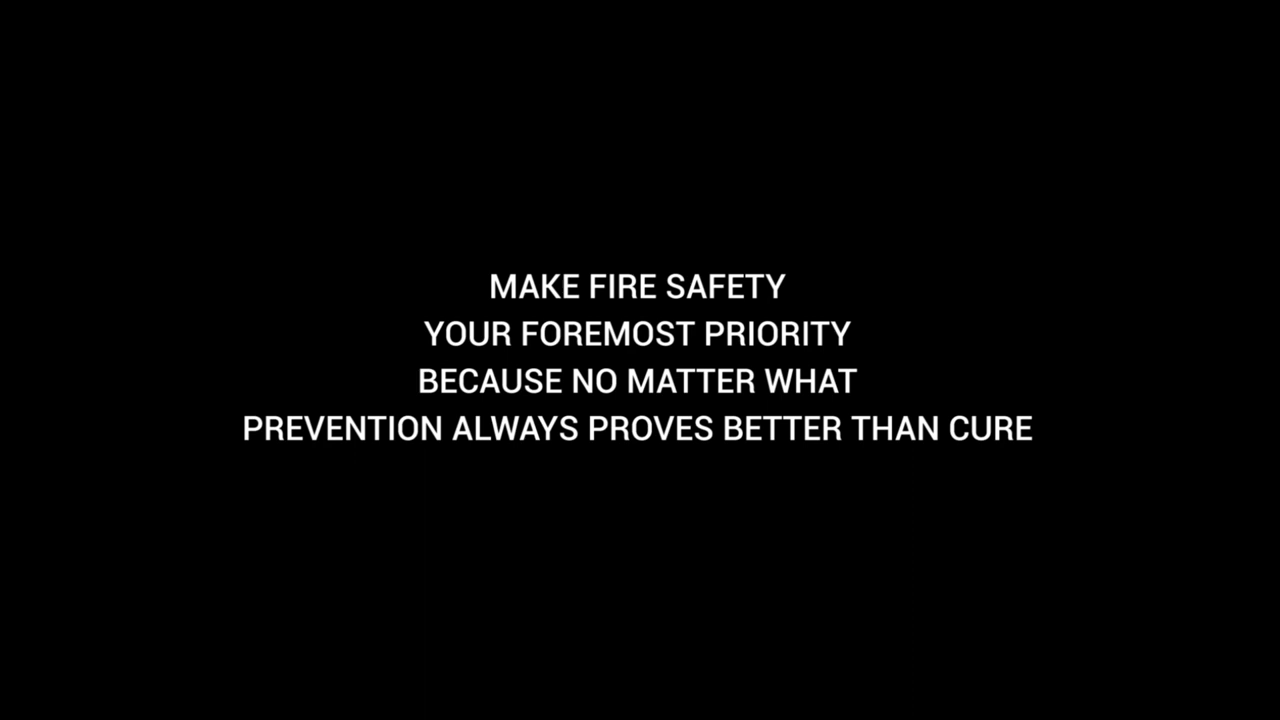 MAKE FIRE SAFETY
YOUR FOREMOST PRIORITY
BECAUSE NO MATTER WHAT
PREVENTION ALWAYS PROVES BETTER THAN CURE